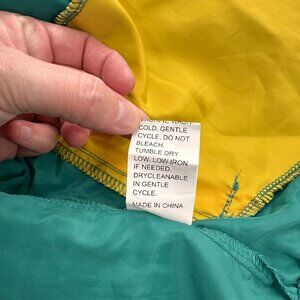 MACHINE WASH
COLD. GENTLE
CYCLE. DO NOT
BLEACH.
TUMBLE DRY
LOW. LOW IRON
IF NEEDED.
DRYCLEANABLE
IN GENTLE
CYCLE.
MADE IN CHINA